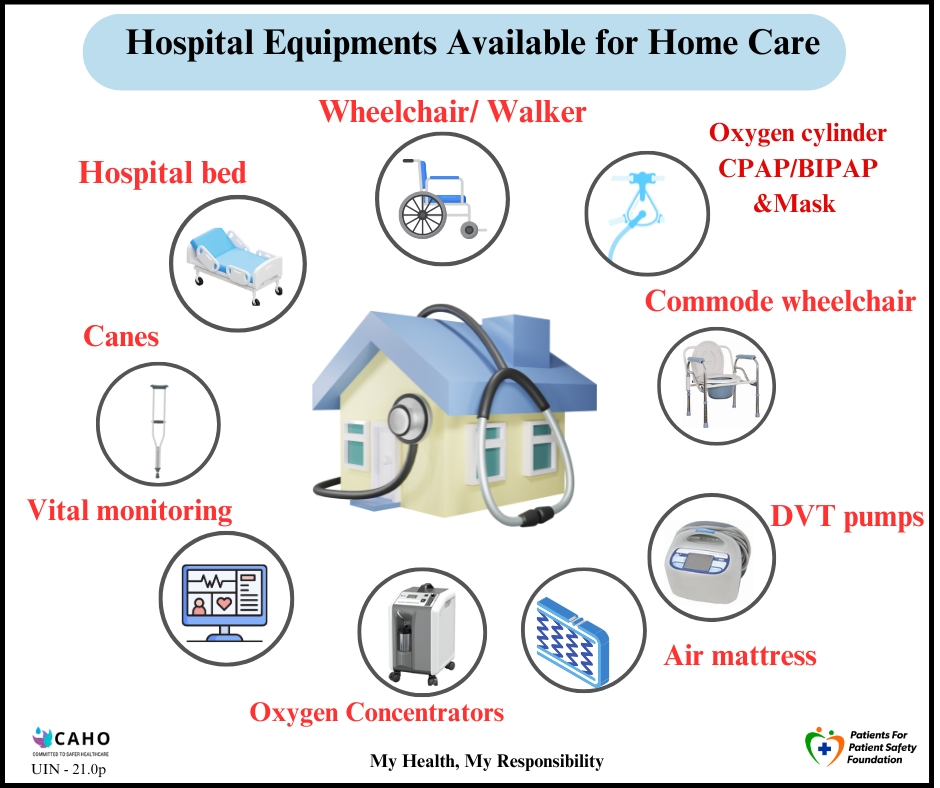 Hospital Equipments Available for Home Care
Wheelchair/ Walker
Oxygen cylinder
CPAP/BIPAP
&Mask
Hospital bed
Commode wheelchair
Canes
Vital monitoring
DVT pumps
Air mattress
Oxygen Concentrators
CAHO
COMMITTED TO SAFER HEALTHCARE
UIN - 21.0p
My Health, My Responsibility
Patients For
Patient Safety
Foundation